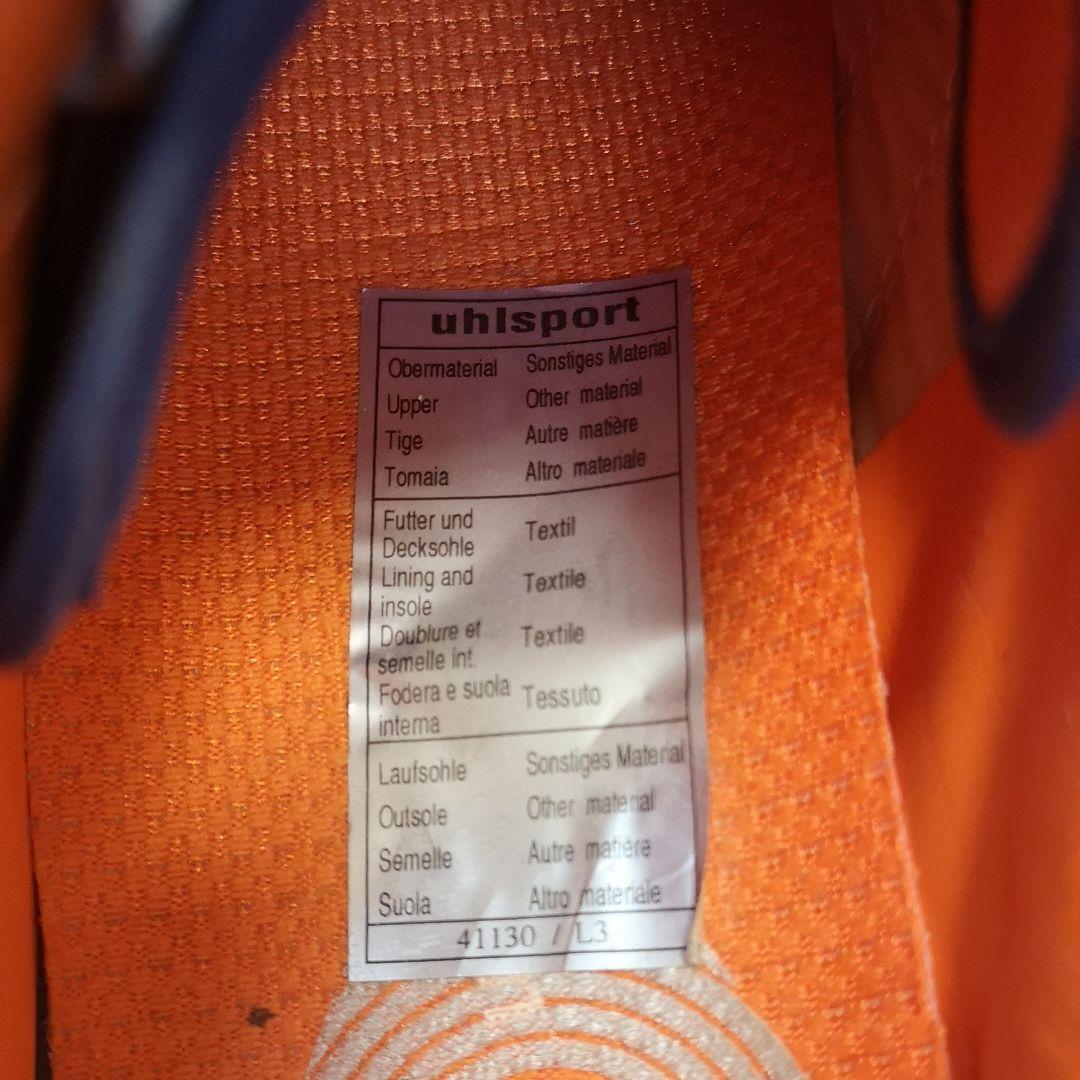 uhlsport
Obermaterial Sonstiges Material
Upper Other material
Tige Autre matière
Tomaia Altro materiale
Futter und
Decksohle Textil
Lining and
insole Textile
Doublure et
semelle int. Textile
Fodera e suola
interna Tessuto
Laufsohle Sonstiges Material
Outsole Other material
Semelle Autre matière
Suola Altro materiale
41130 / L3